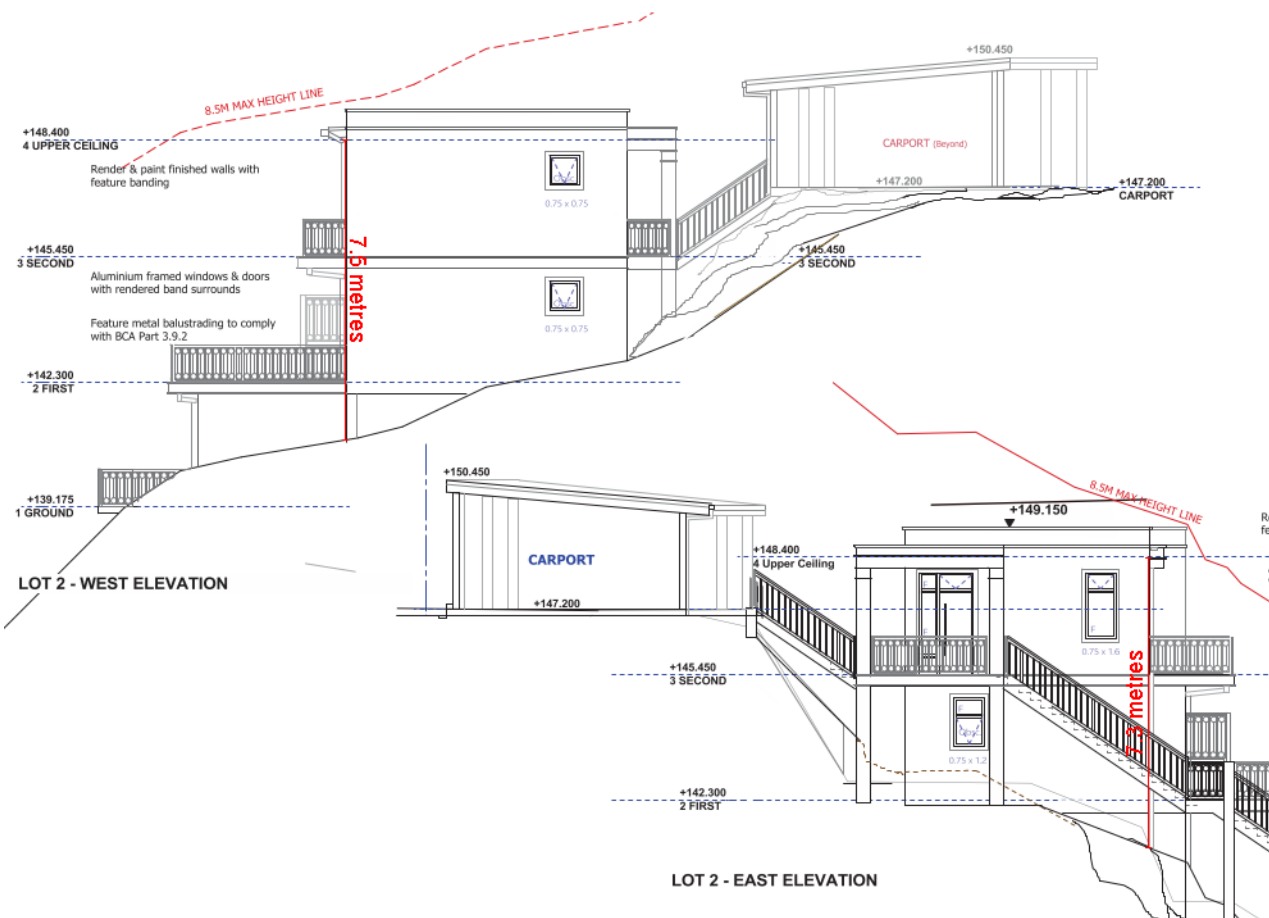 +150.450
8.5M MAX HEIGHT LINE
+148.400
4 UPPER CEILING
CARPORT (Beyond)
Render & paint finished walls with
feature banding
+147.200
+147.200
CARPORT
0.75 x 0.75
+145.450
3 SECOND
7.5 metres
+145.450
3 SECOND
Aluminium framed windows & doors
with rendered band surrounds
Feature metal balustrading to comply
with BCA Part 3.9.2
0.75 x 0.75
+142.300
2 FIRST
+139.175
1 GROUND
LOT 2 - WEST ELEVATION
+150.450
8.5M MAX HEIGHT LINE
+149.150
+148.400
4 Upper Ceiling
CARPORT
+147.200
F
F
F
0.75 x 1.6
+145.450
3 SECOND
7.3 metres
F
0.75 x 1.2
+142.300
2 FIRST
LOT 2 - EAST ELEVATION